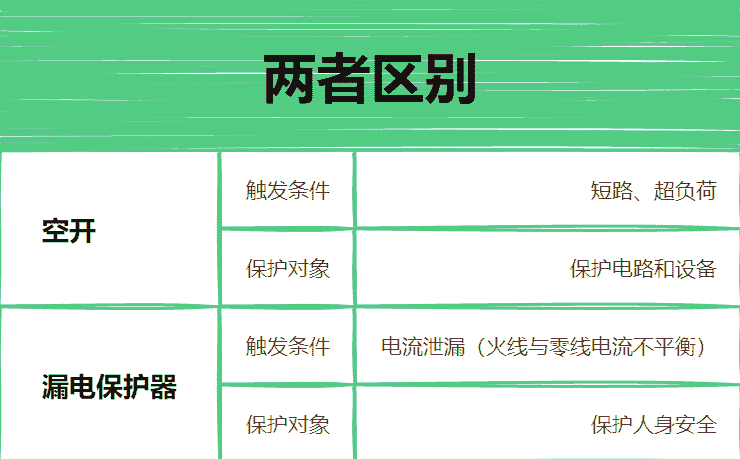 两者区别
空开
触发条件
短路、超负荷
保护对象
保护电路和设备
漏电保护器
触发条件
电流泄漏（火线与零线电流不平衡）
保护对象
保护人身安全